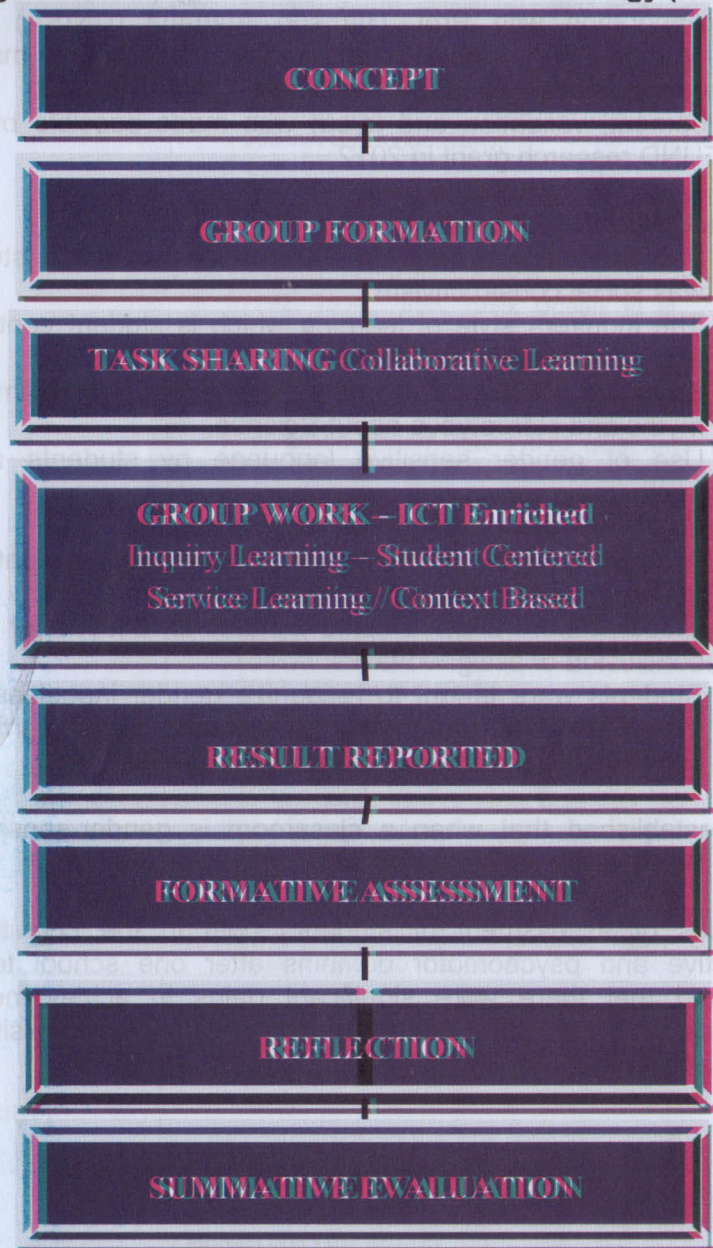 CONCEPT
GROUP FORMATION
TASK SHARING Collaborative Learning
GROUP WORK – ICT Enriched
Inquiry Learning – Student Centered
Service Learning / Context Based
RESULT REPORTED
FORMATIVE ASSESSMENT
REFLECTION
SUMMATIVE EVALUATION